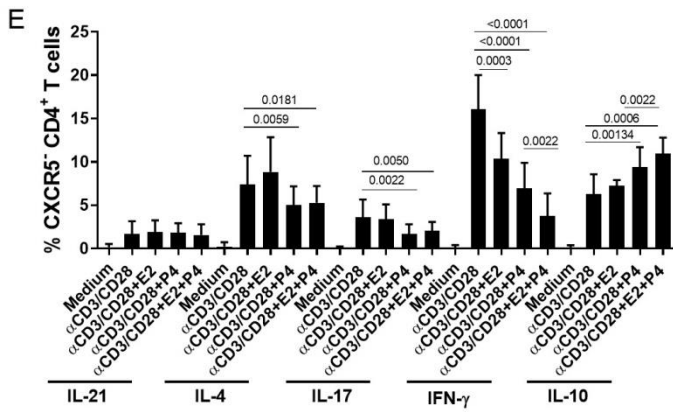 E
% CXCR5⁻ CD4⁺ T cells
25
20
15
10
5
0
0.0181
0.0059
0.0050
0.0022
<0.0001
<0.0001
0.0003
0.0022
0.0022
0.0006
0.00134
Medium
αCD3/CD28
αCD3/CD28+E2
αCD3/CD28+P4
αCD3/CD28+E2+P4
Medium
αCD3/CD28
αCD3/CD28+E2
αCD3/CD28+P4
αCD3/CD28+E2+P4
Medium
αCD3/CD28
αCD3/CD28+E2
αCD3/CD28+P4
αCD3/CD28+E2+P4
Medium
αCD3/CD28
αCD3/CD28+E2
αCD3/CD28+P4
αCD3/CD28+E2+P4
Medium
αCD3/CD28
αCD3/CD28+E2
αCD3/CD28+P4
αCD3/CD28+E2+P4
IL-21 IL-4 IL-17 IFN-γ IL-10